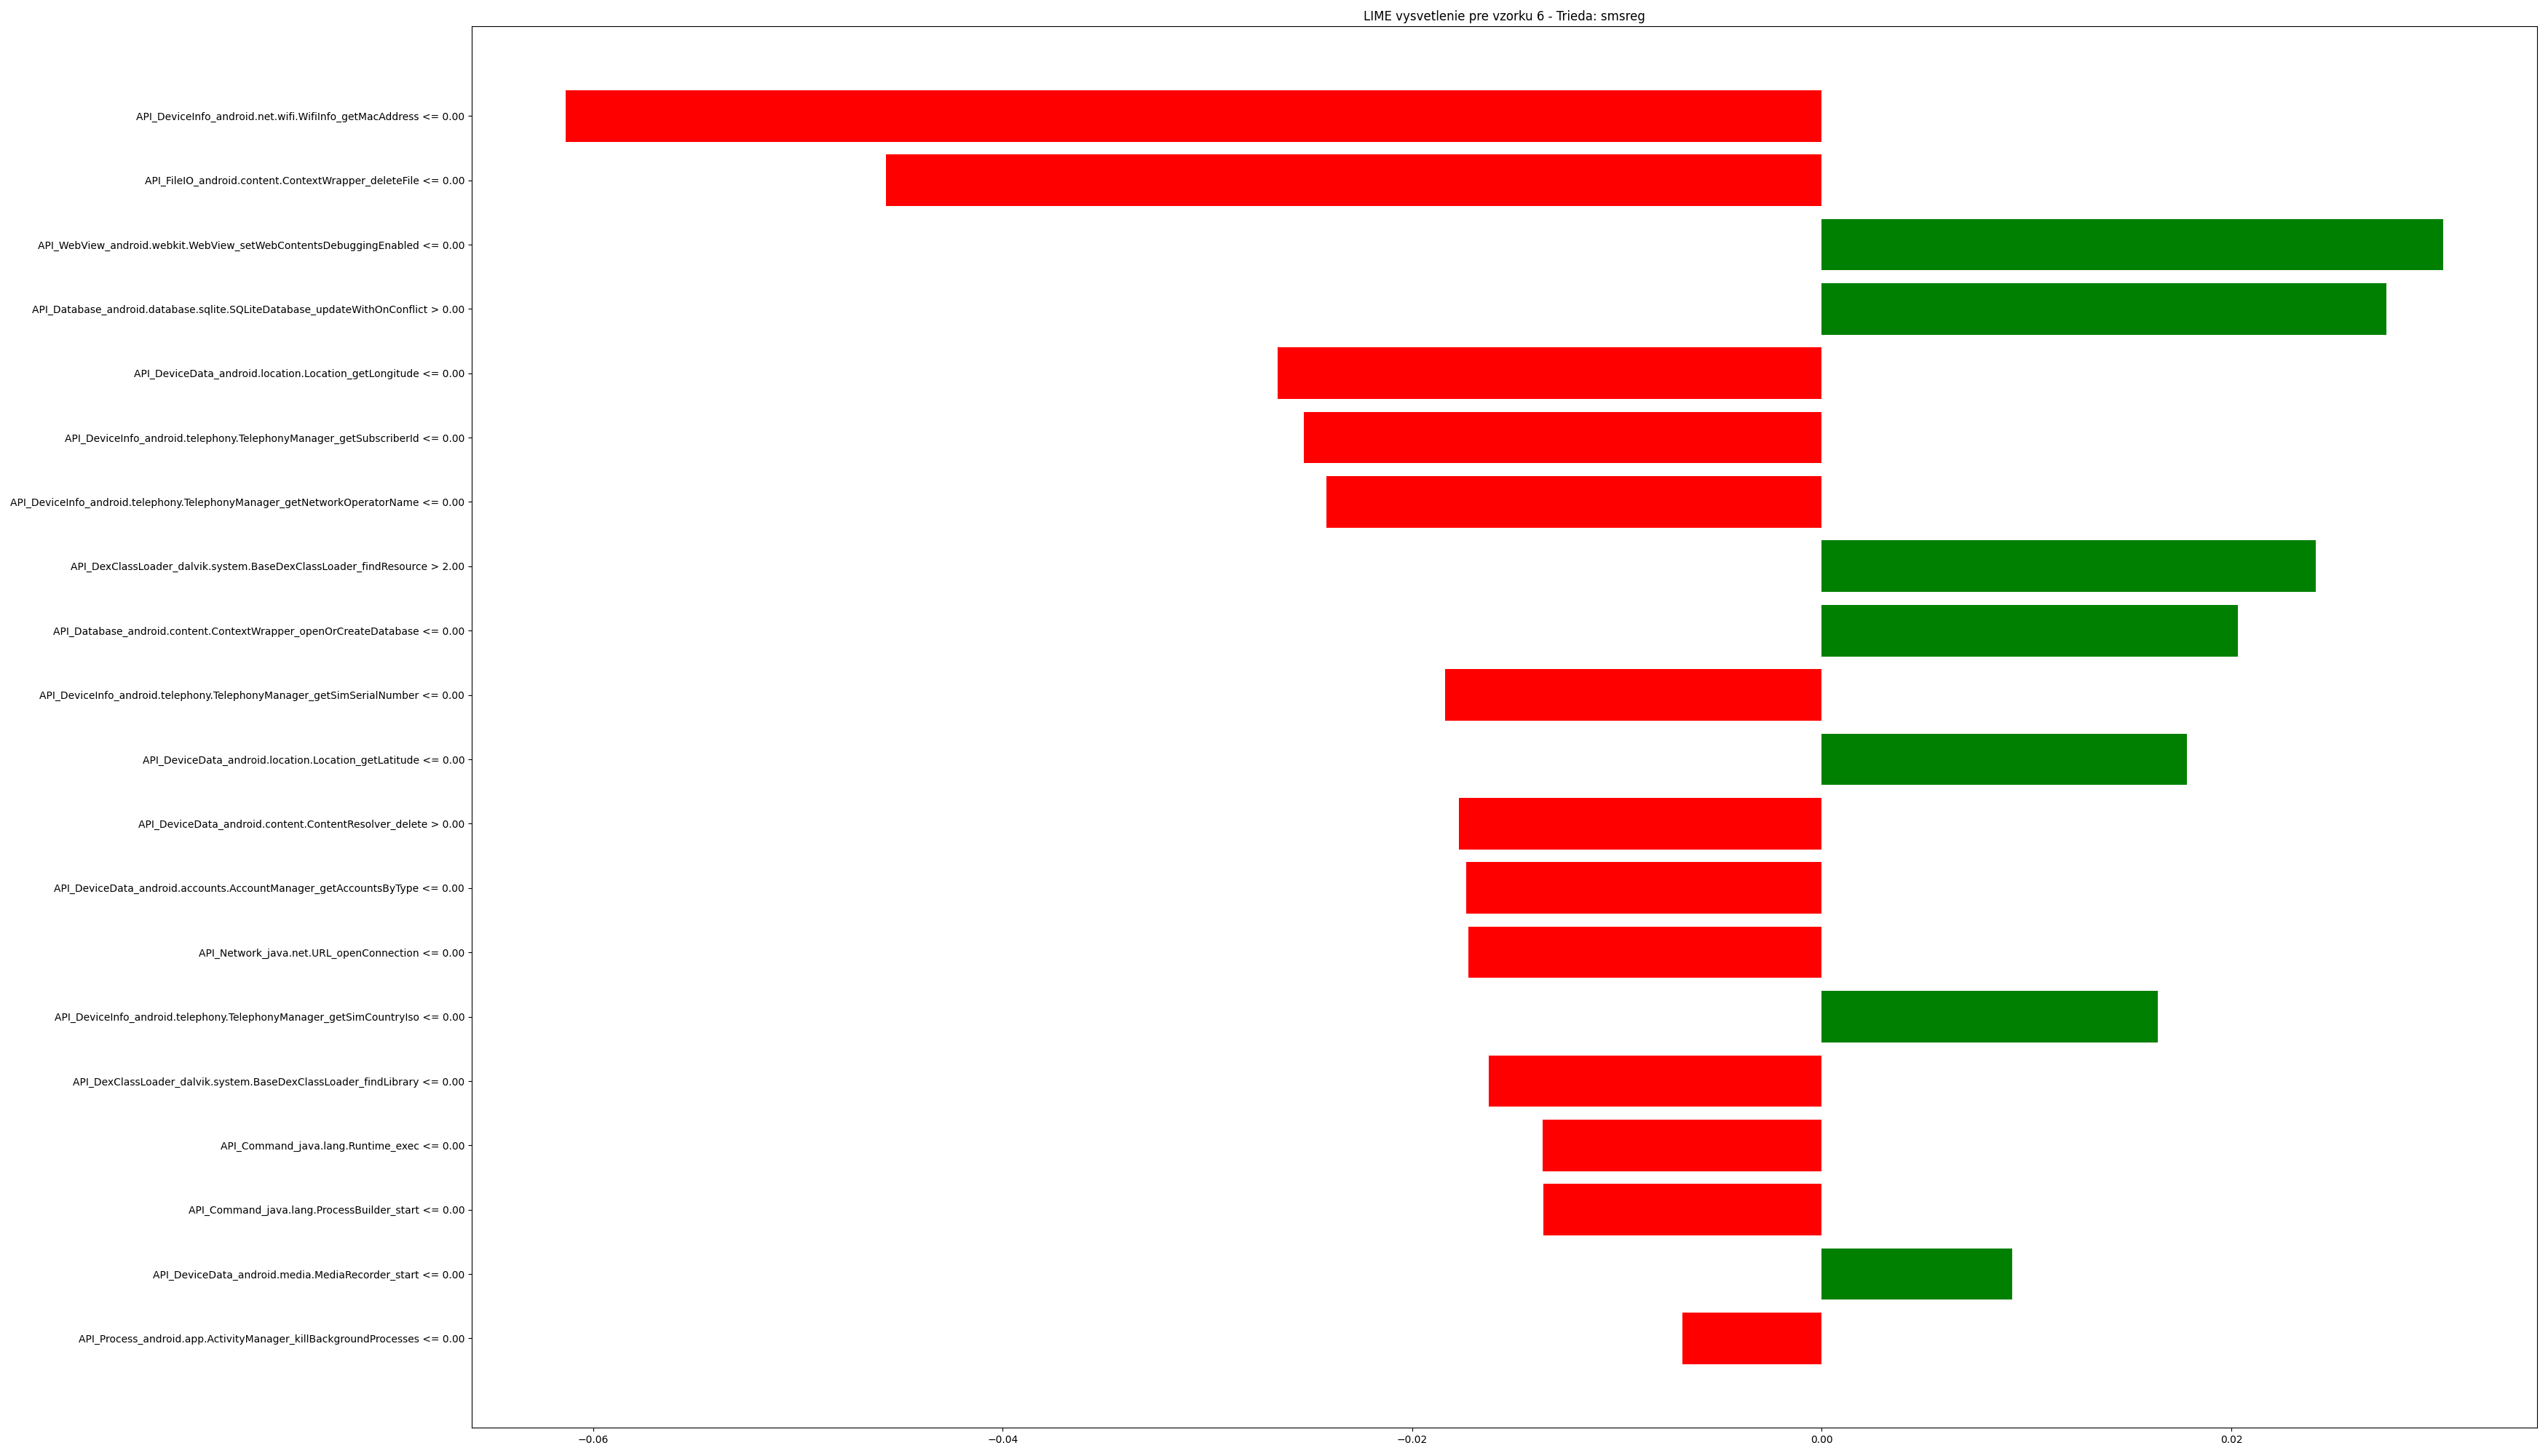 LIME vysvetlenie pre vzorku 6 - Trieda: smsreg
API_DeviceInfo_android.net.wifi.WifiInfo_getMacAddress <= 0.00
API_FileIO_android.content.ContextWrapper_deleteFile <= 0.00
API_WebView_android.webkit.WebView_setWebContentsDebuggingEnabled <= 0.00
API_Database_android.database.sqlite.SQLiteDatabase_updateWithOnConflict > 0.00
API_DeviceData_android.location.Location_getLongitude <= 0.00
API_DeviceInfo_android.telephony.TelephonyManager_getSubscriberId <= 0.00
API_DeviceInfo_android.telephony.TelephonyManager_getNetworkOperatorName <= 0.00
API_DexClassLoader_dalvik.system.BaseDexClassLoader_findResource > 2.00
API_Database_android.content.ContextWrapper_openOrCreateDatabase <= 0.00
API_DeviceInfo_android.telephony.TelephonyManager_getSimSerialNumber <= 0.00
API_DeviceData_android.location.Location_getLatitude <= 0.00
API_DeviceData_android.content.ContentResolver_delete > 0.00
API_DeviceData_android.accounts.AccountManager_getAccountsByType <= 0.00
API_Network_java.net.URL_openConnection <= 0.00
API_DeviceInfo_android.telephony.TelephonyManager_getSimCountryIso <= 0.00
API_DexClassLoader_dalvik.system.BaseDexClassLoader_findLibrary <= 0.00
API_Command_java.lang.Runtime_exec <= 0.00
API_Command_java.lang.ProcessBuilder_start <= 0.00
API_DeviceData_android.media.MediaRecorder_start <= 0.00
API_Process_android.app.ActivityManager_killBackgroundProcesses <= 0.00
−0.06 −0.04 −0.02 0.00 0.02